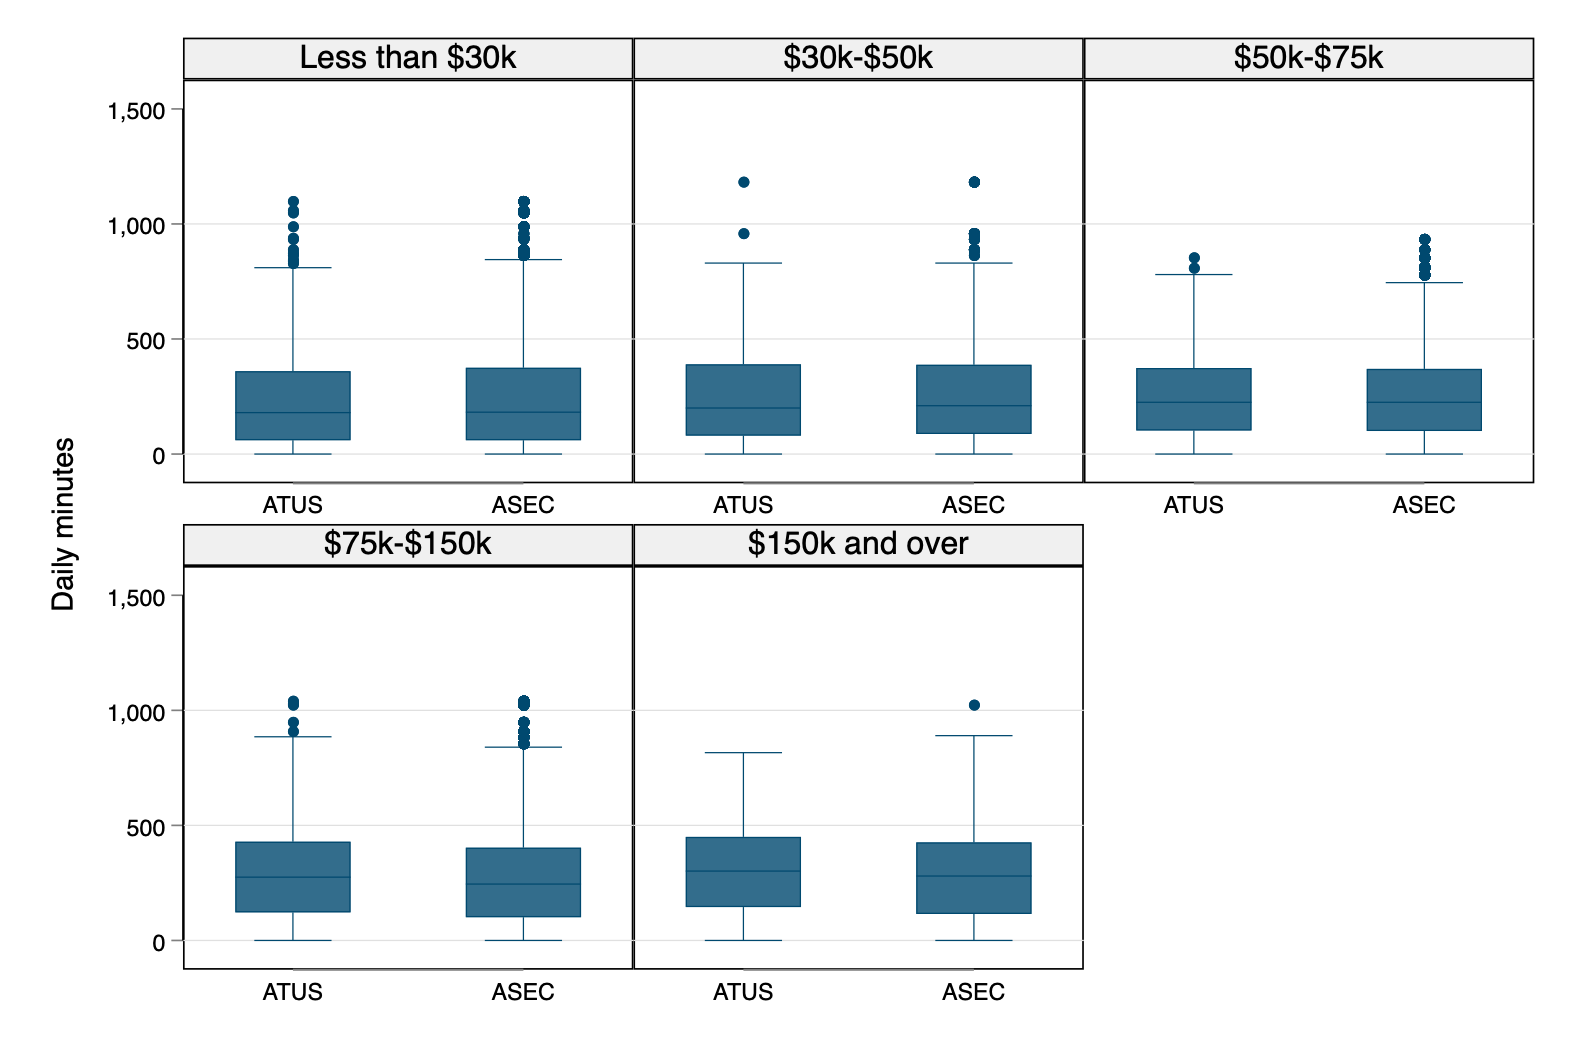 Less than $30k
$30k-$50k
$50k-$75k
1,500
1,000
500
0
ATUS
ASEC
ATUS
ASEC
ATUS
ASEC
Daily minutes
$75k-$150k
$150k and over
1,500
1,000
500
0
ATUS
ASEC
ATUS
ASEC